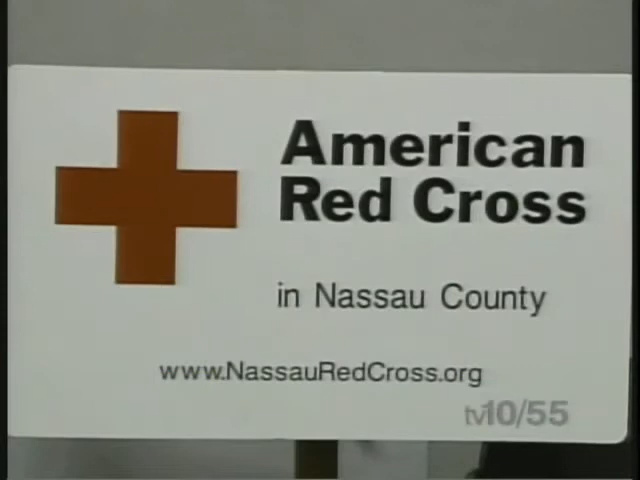 American
Red Cross
in Nassau County
www.NassauRedCross.org
tv10/55